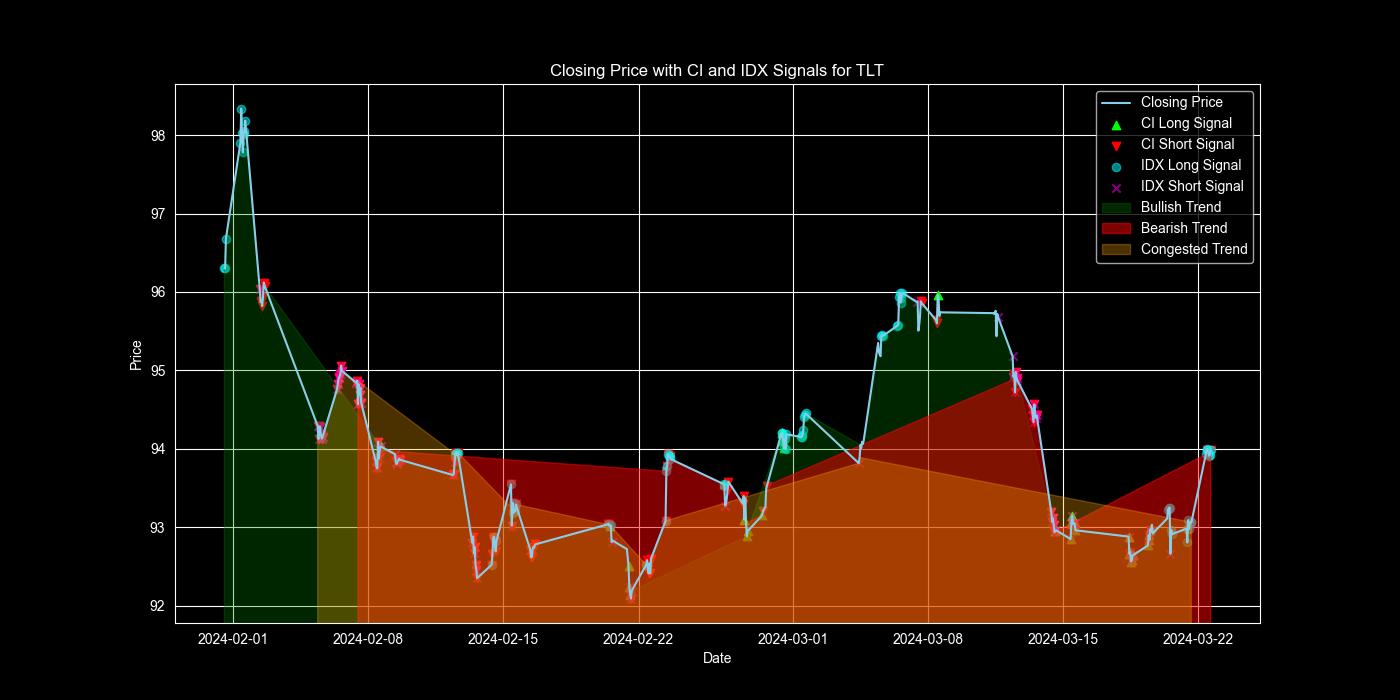 Closing Price with CI and IDX Signals for TLT
Closing Price
CI Long Signal
CI Short Signal
IDX Long Signal
IDX Short Signal
Bullish Trend
Bearish Trend
Congested Trend
98
97
96
95
94
93
92
Price
2024-02-01 2024-02-08 2024-02-15 2024-02-22 2024-03-01 2024-03-08 2024-03-15 2024-03-22
Date